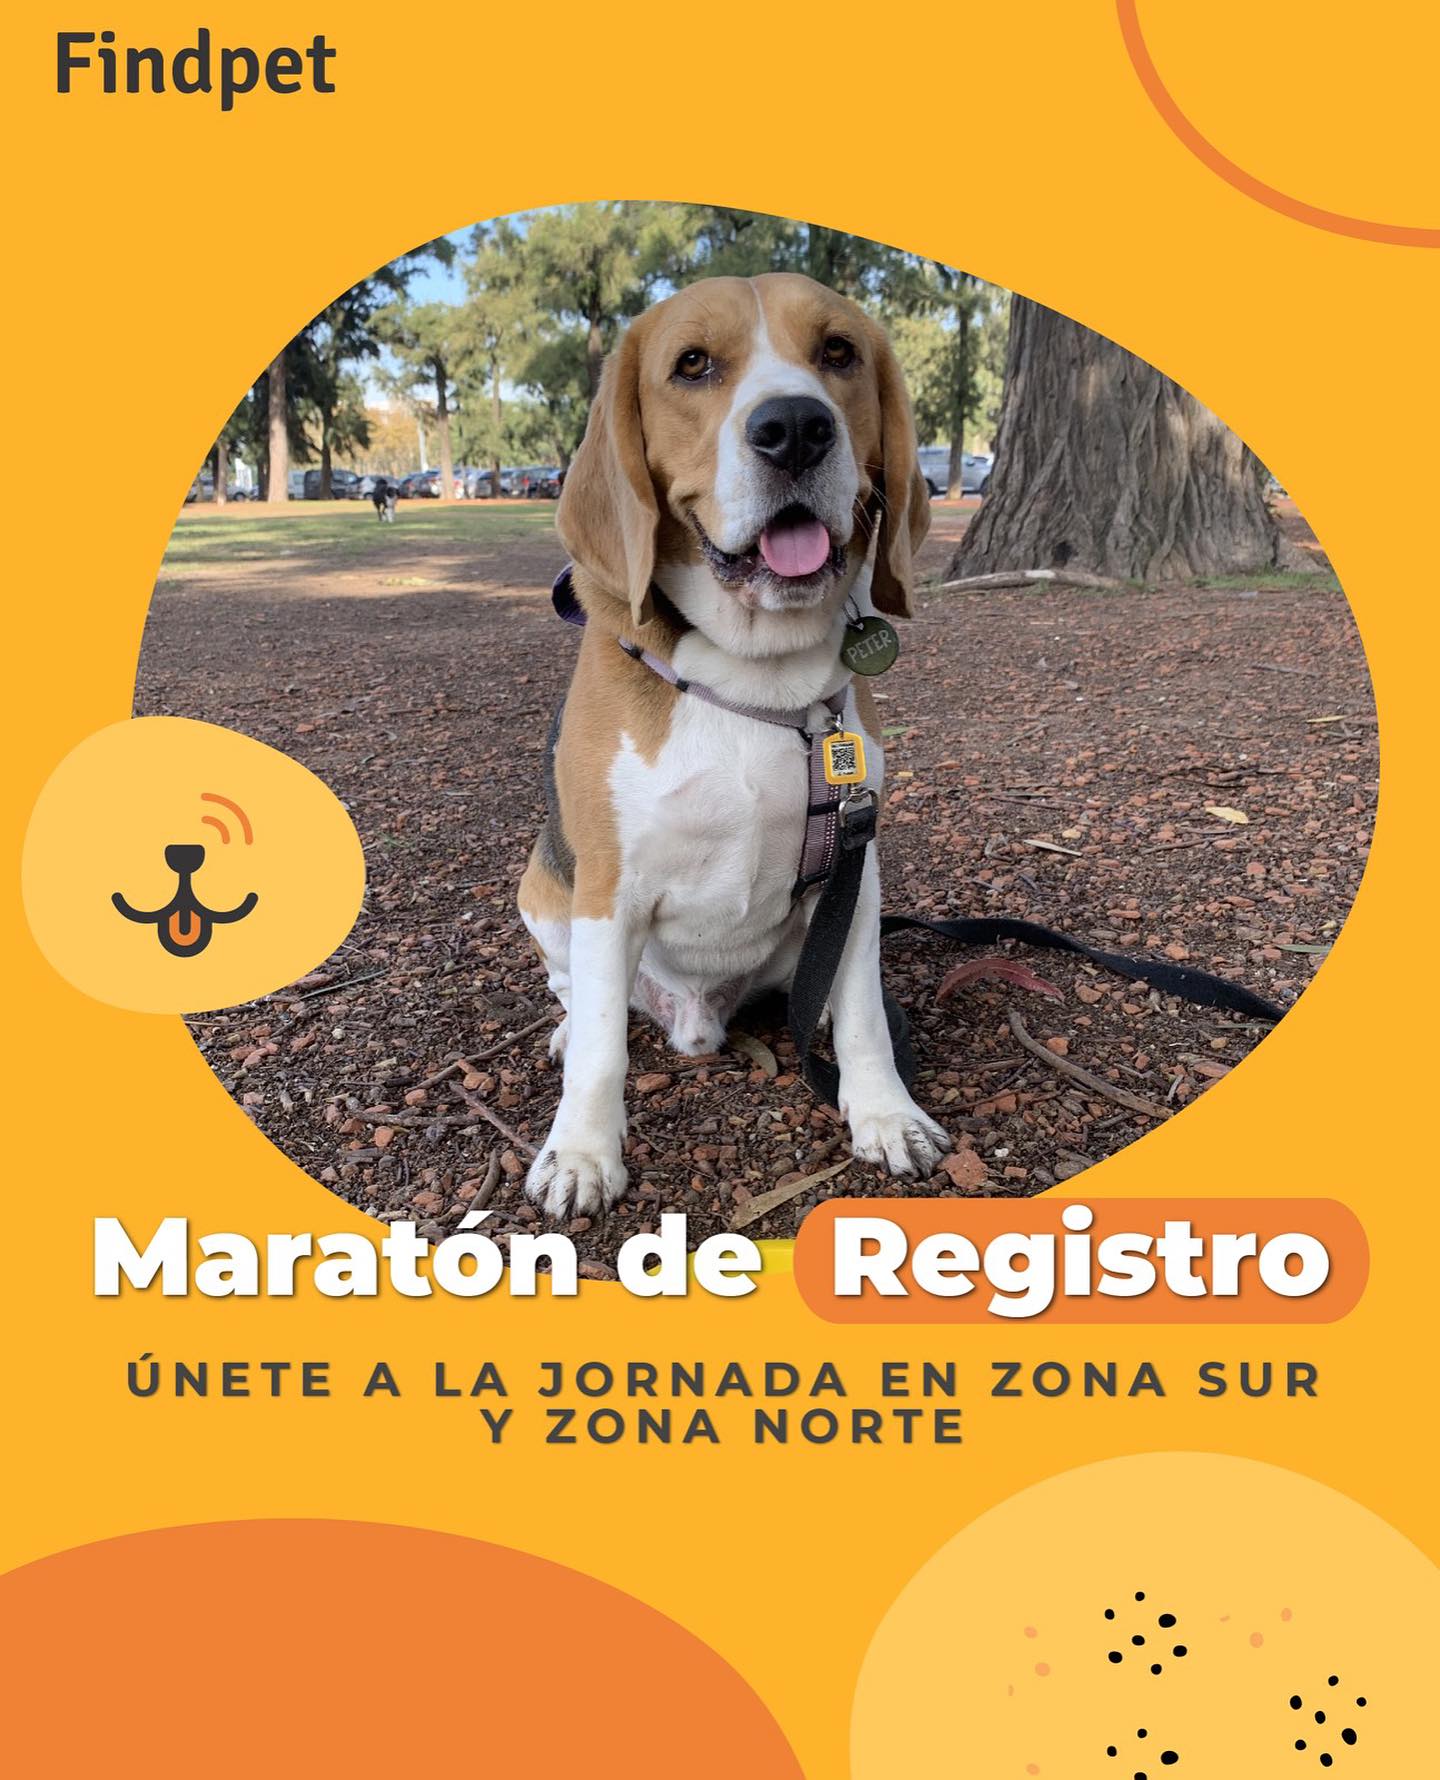 Findpet
PETER
Maratón de Registro
ÚNETE A LA JORNADA EN ZONA SUR
Y ZONA NORTE